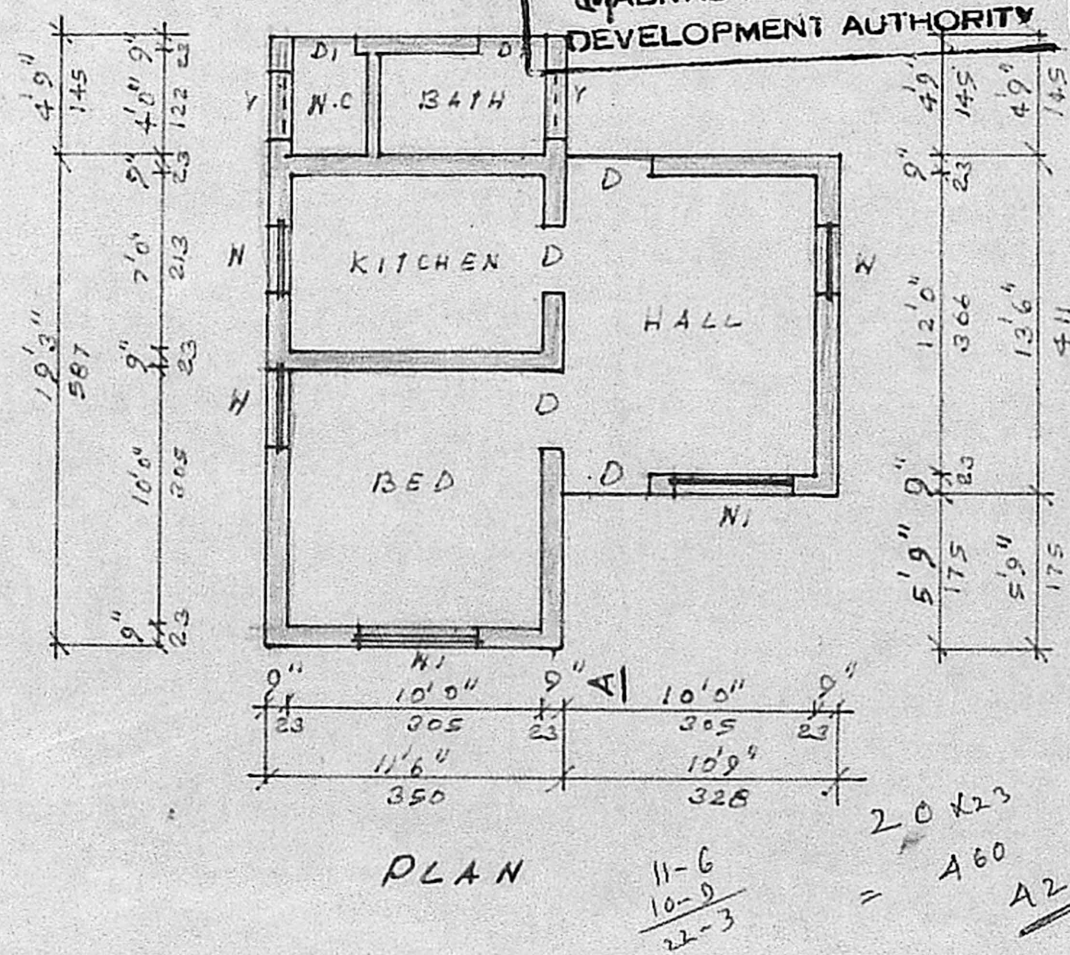 DEVELOPMENT AUTHORITY
D1
D
W.C
BATH
V
V
KITCHEN
D
D
HALL
W
W
W
D
BED
D
W1
W1
A
4'9"
145
19'3"
587
9"
23
4'0"
122
9"
23
7'0"
213
9"
23
10'0"
305
9"
23
4'9"
145
9"
23
12'0"
366
9"
23
5'9"
175
4'9"
145
13'6"
411
5'9"
175
9" 10'0" 9" 10'0" 9"
23 305 23 305 23
11'6" 10'9"
350 328
PLAN
11-6
10-9
22-3
20 x 23
= 460